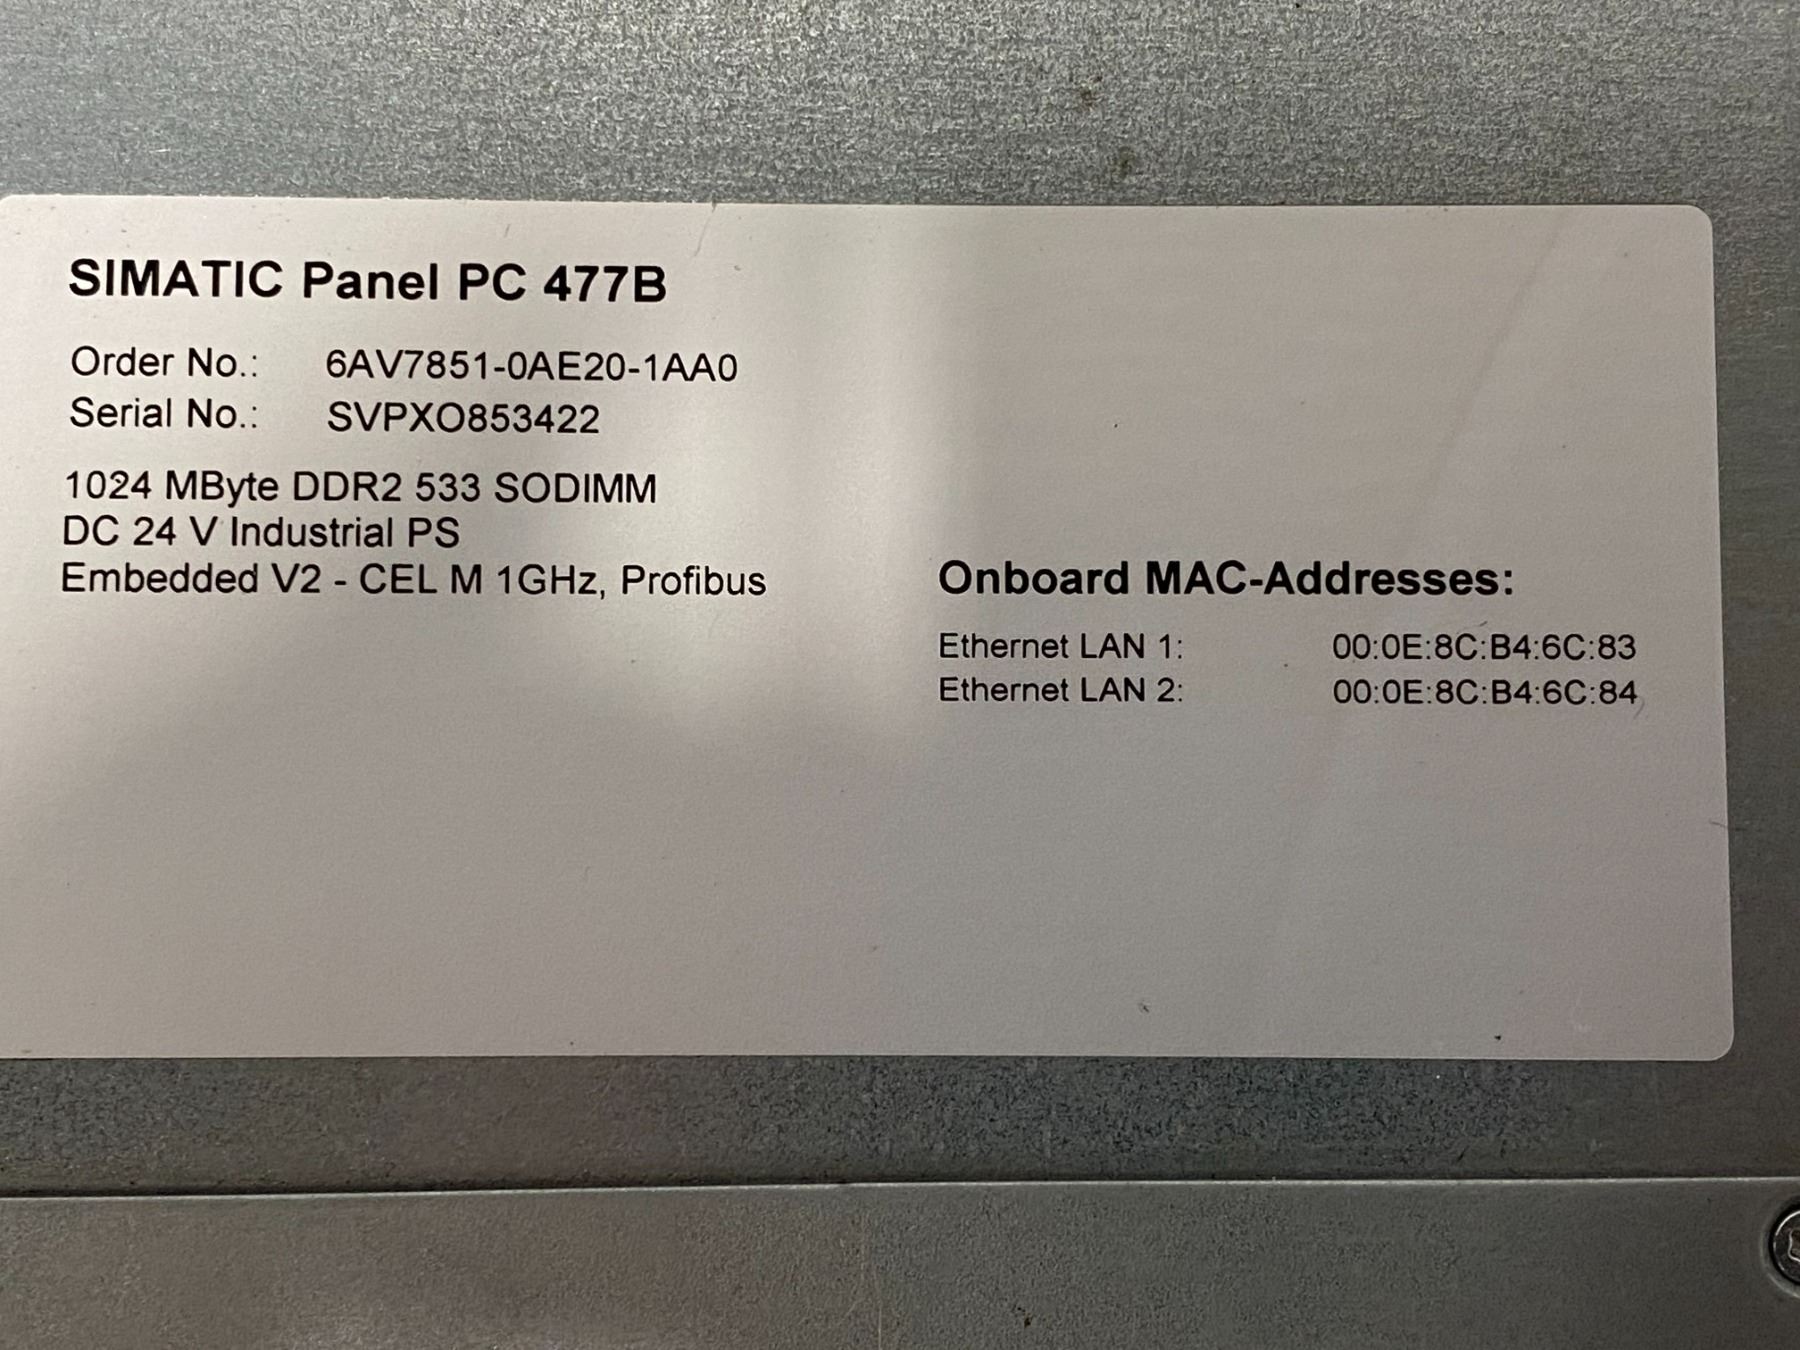 SIMATIC Panel PC 477B
Order No.: 6AV7851-0AE20-1AA0
Serial No.: SVPXO853422
1024 MByte DDR2 533 SODIMM
DC 24 V Industrial PS
Embedded V2 - CEL M 1GHz, Profibus
Onboard MAC-Addresses:
Ethernet LAN 1: 00:0E:8C:B4:6C:83
Ethernet LAN 2: 00:0E:8C:B4:6C:84